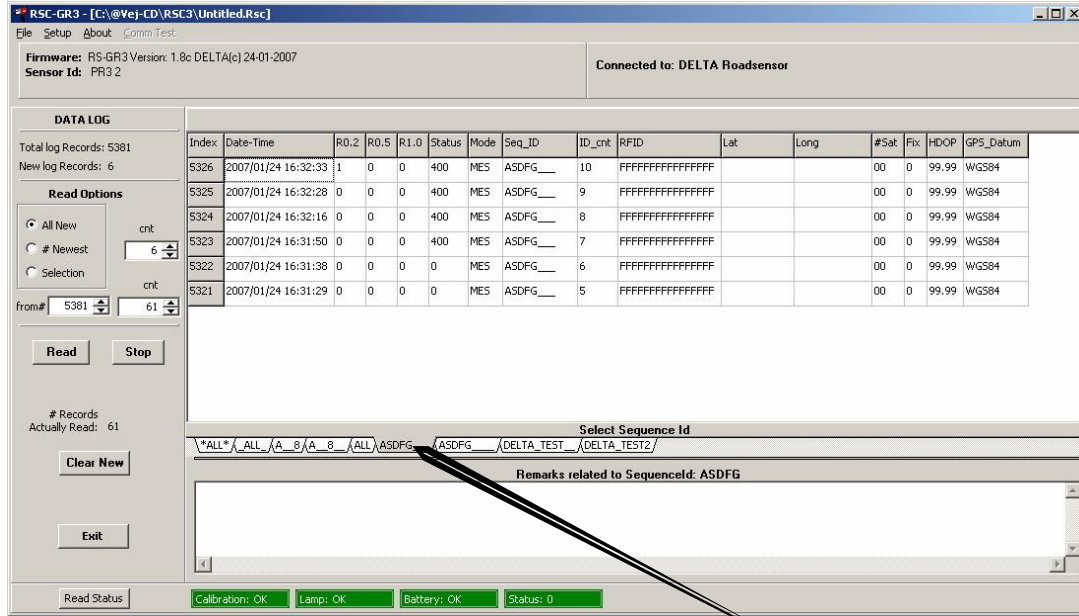 RSC-GR3 - [C:\@Vej-CD\RSC3\Untitled.Rsc]
File Setup About Comm Test
Firmware: RS-GR3 Version: 1.8c DELTA(c) 24-01-2007
Sensor Id: PR3 2
Connected to: DELTA Roadsensor
DATA LOG
Total log Records: 5381
New log Records: 6
Read Options
All New
# Newest
Selection
cnt
6
cnt
from# 5381 61
Read Stop
# Records
Actually Read: 61
Clear New
Exit
Index Date-Time R0.2 R0.5 R1.0 Status Mode Seq_ID ID_cnt RFID Lat Long #Sat Fix HDOP GPS_Datum
5326 2007/01/24 16:32:33 1 0 0 400 MES ASDFG___ 10 FFFFFFFFFFFFFFFF 00 0 99.99 WGS84
5325 2007/01/24 16:32:28 0 0 0 400 MES ASDFG___ 9 FFFFFFFFFFFFFFFF 00 0 99.99 WGS84
5324 2007/01/24 16:32:16 0 0 0 400 MES ASDFG___ 8 FFFFFFFFFFFFFFFF 00 0 99.99 WGS84
5323 2007/01/24 16:31:50 0 0 0 400 MES ASDFG___ 7 FFFFFFFFFFFFFFFF 00 0 99.99 WGS84
5322 2007/01/24 16:31:38 0 0 0 0 MES ASDFG___ 6 FFFFFFFFFFFFFFFF 00 0 99.99 WGS84
5321 2007/01/24 16:31:29 0 0 0 0 MES ASDFG___ 5 FFFFFFFFFFFFFFFF 00 0 99.99 WGS84
Select Sequence Id
*ALL* _ALL_ A__8 A__8__ ALL ASDFG___ ASDFG____ DELTA_TEST__ DELTA_TEST2
Remarks related to SequenceId: ASDFG
Read Status Calibration: OK Lamp: OK Battery: OK Status: 0